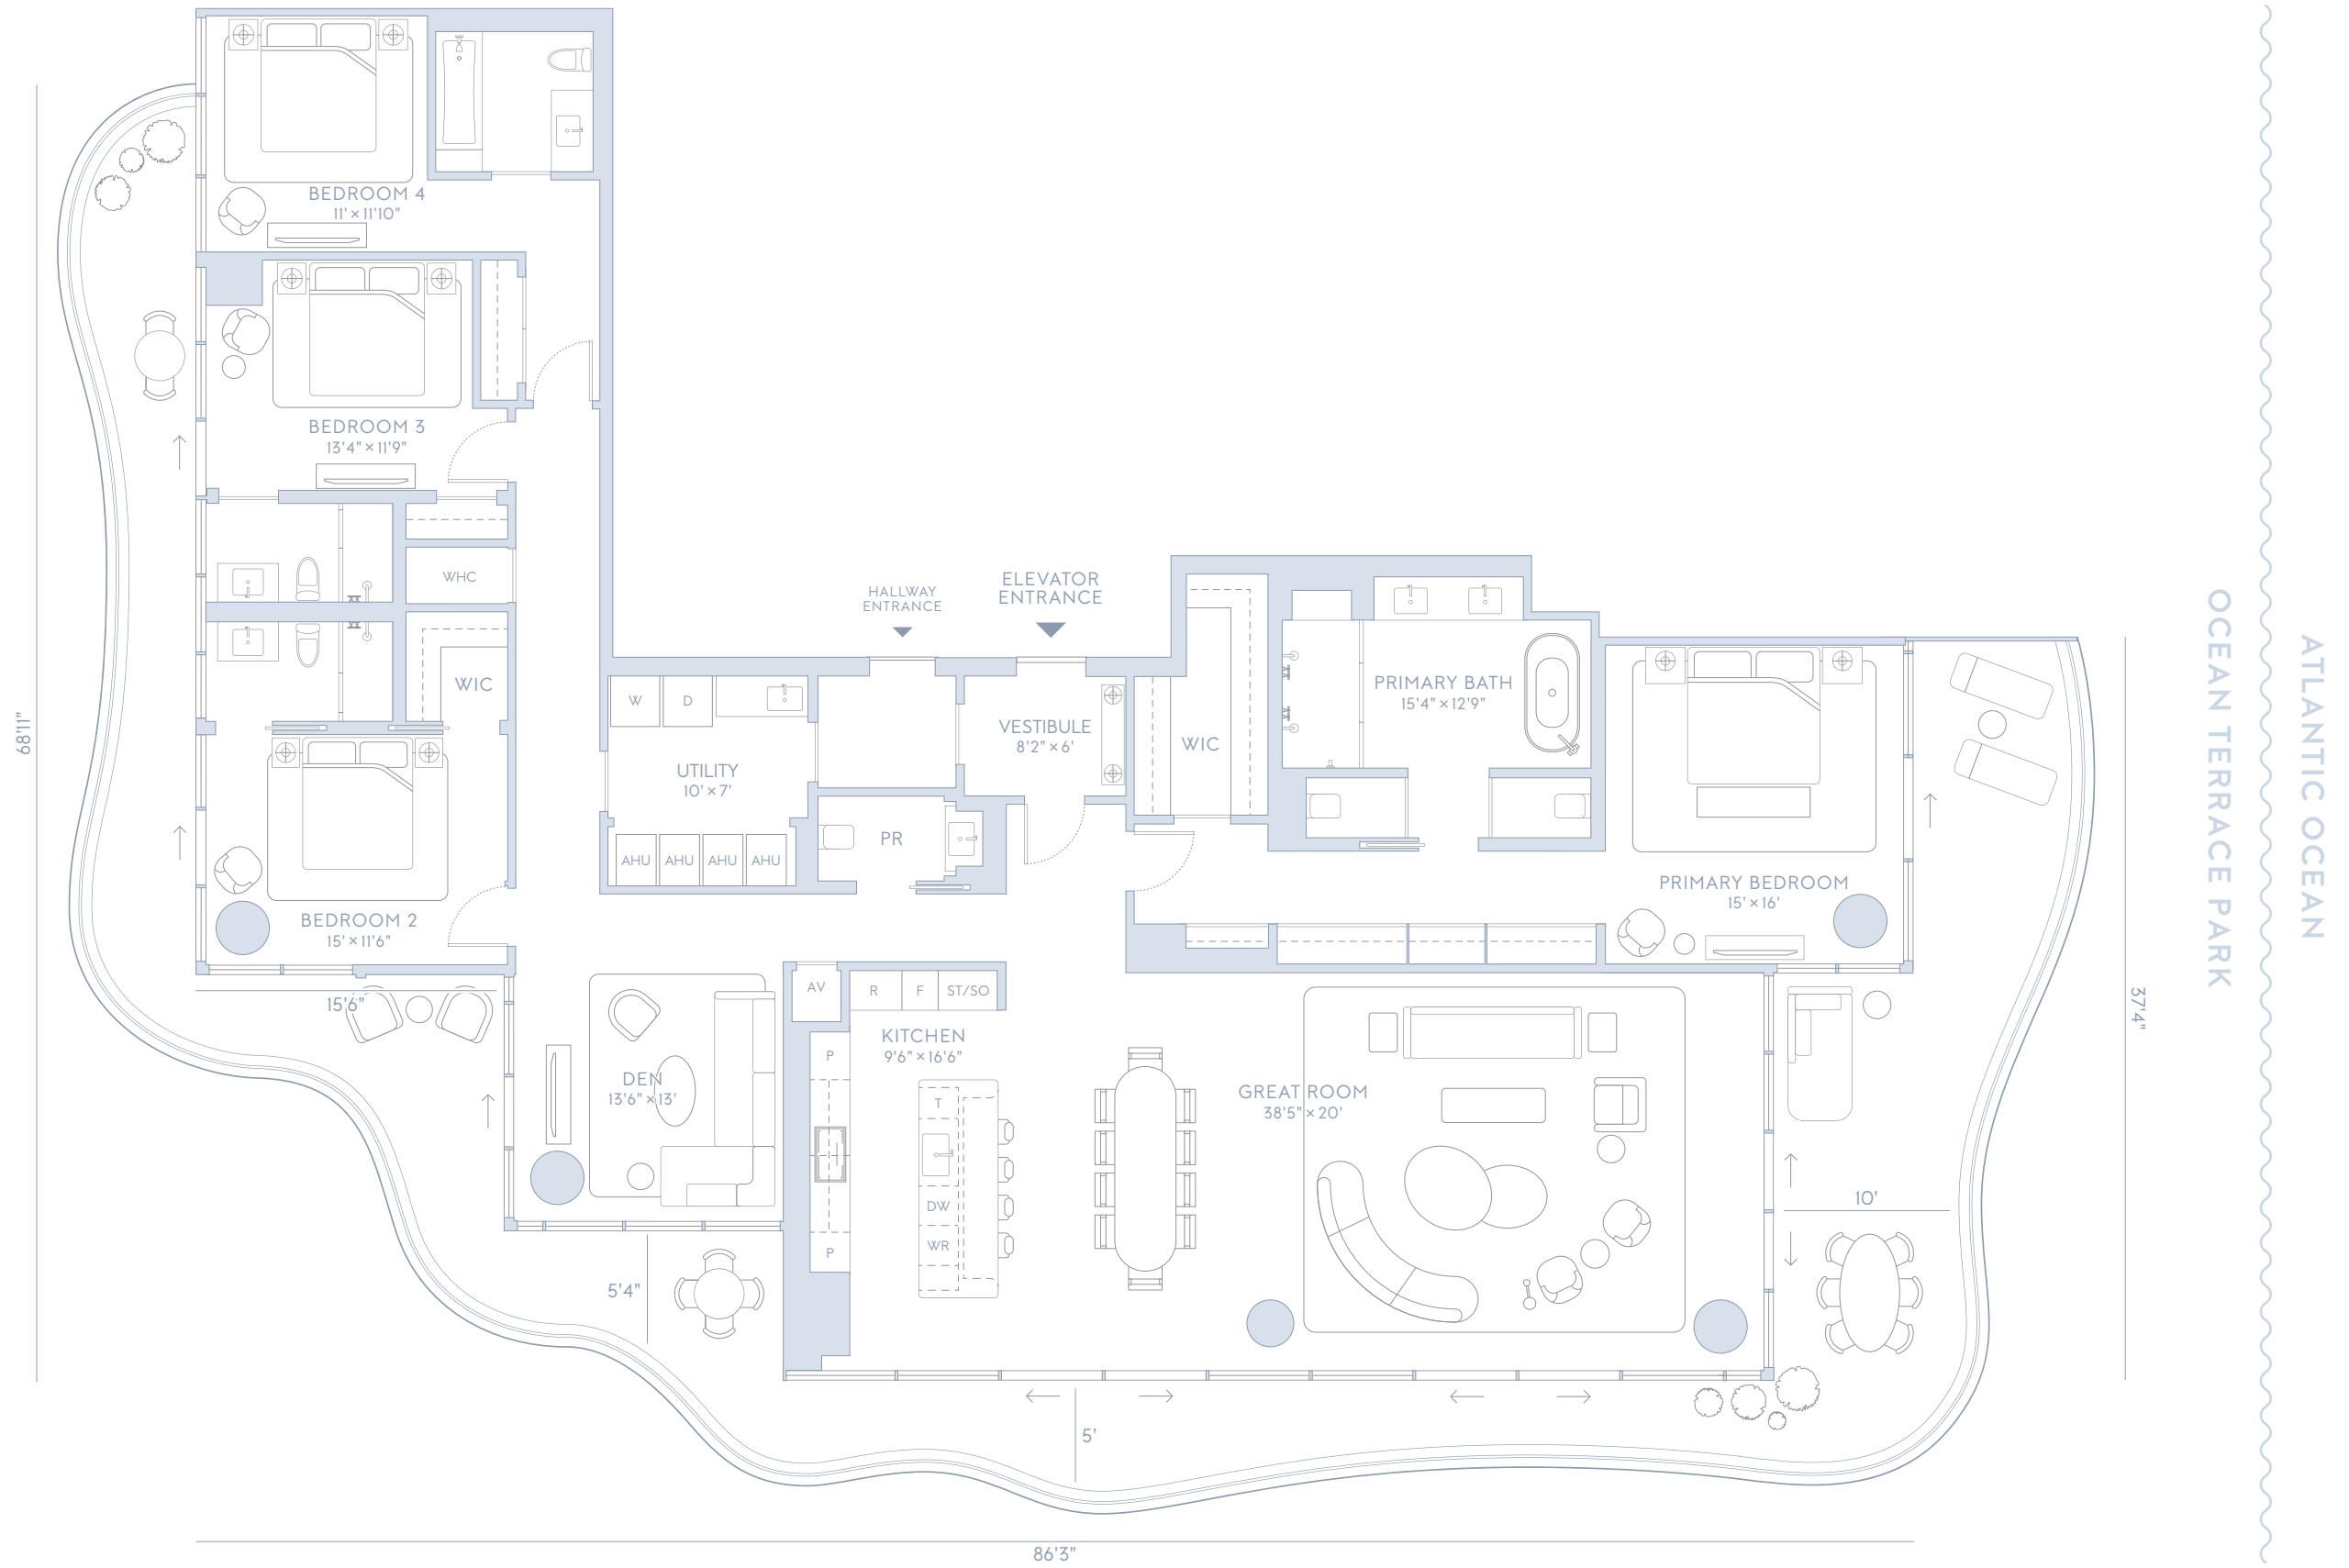 BEDROOM 4
11' × 11'10"
BEDROOM 3
13'4" × 11'9"
WHC
WIC
BEDROOM 2
15' × 11'6"
15'6"
68'11"
HALLWAY
ENTRANCE
ELEVATOR
ENTRANCE
W
D
UTILITY
10' × 7'
AHU
AHU
AHU
AHU
VESTIBULE
8'2" × 6'
PR
WIC
PRIMARY BATH
15'4" × 12'9"
PRIMARY BEDROOM
15' × 16'
AV
R
F
ST/SO
KITCHEN
9'6" × 16'6"
P
T
DW
WR
P
DEN
13'6" × 13'
GREAT ROOM
38'5" × 20'
5'4"
5'
10'
37'4"
86'3"
OCEAN TERRACE PARK
ATLANTIC OCEAN